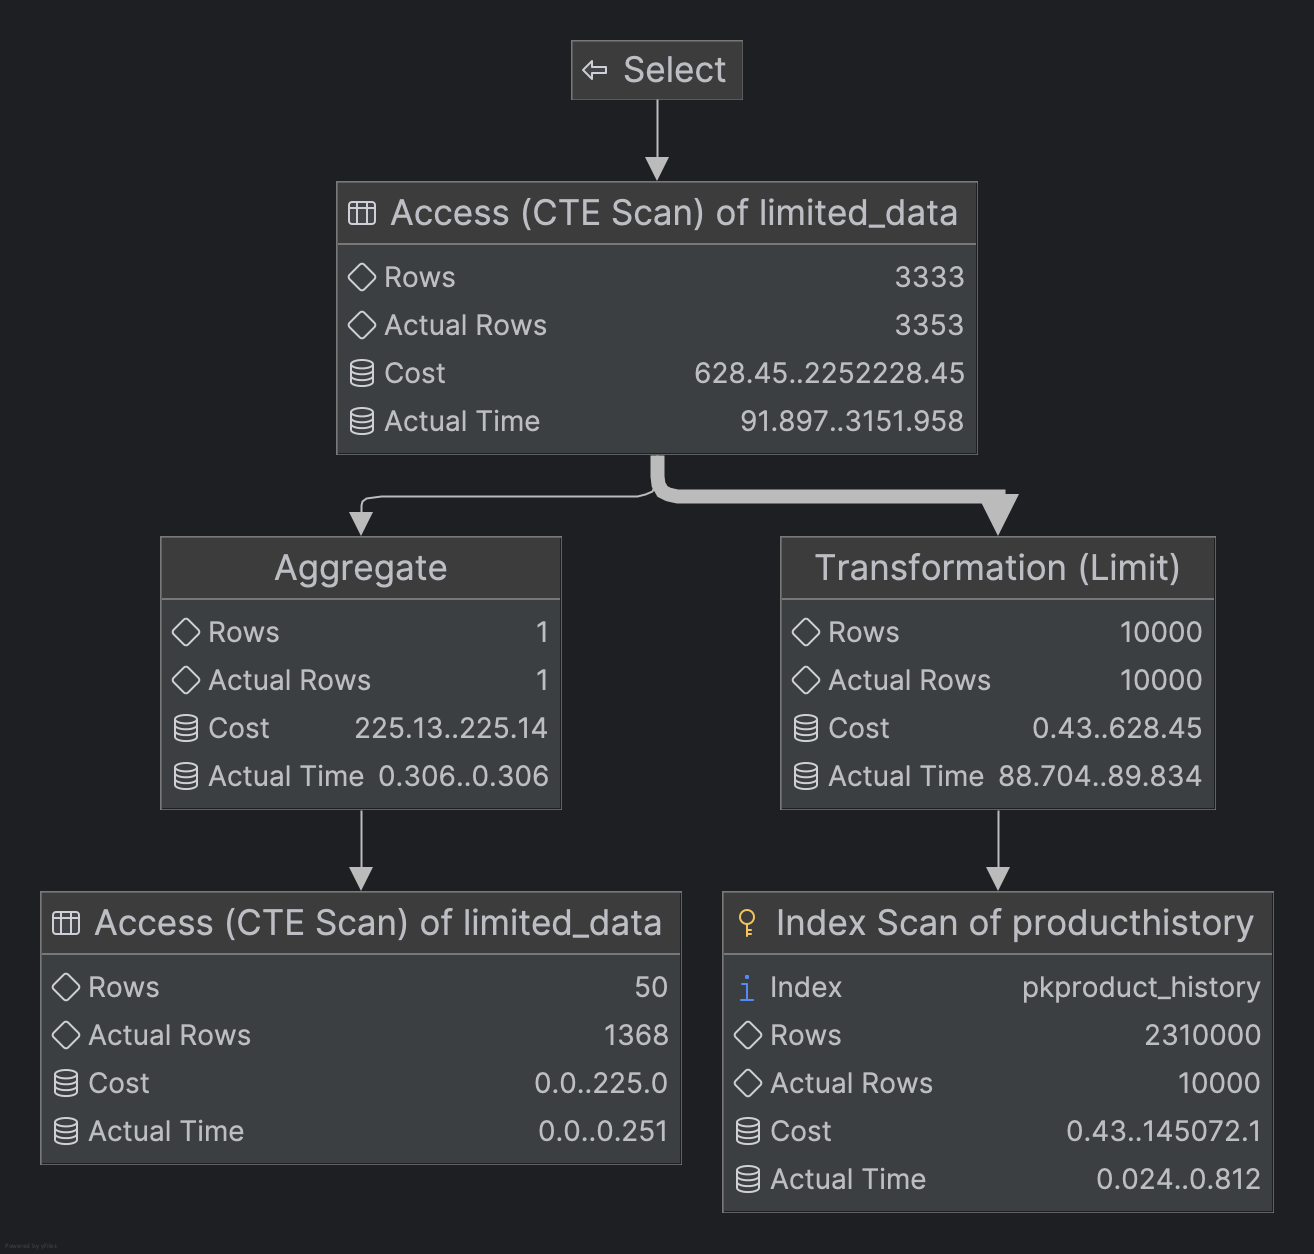 Select
Access (CTE Scan) of limited_data
Rows 3333
Actual Rows 3353
Cost 628.45..2252228.45
Actual Time 91.897..3151.958
Aggregate
Rows 1
Actual Rows 1
Cost 225.13..225.14
Actual Time 0.306..0.306
Transformation (Limit)
Rows 10000
Actual Rows 10000
Cost 0.43..628.45
Actual Time 88.704..89.834
Access (CTE Scan) of limited_data
Rows 50
Actual Rows 1368
Cost 0.0..225.0
Actual Time 0.0..0.251
Index Scan of producthistory
Index pkproduct_history
Rows 2310000
Actual Rows 10000
Cost 0.43..145072.1
Actual Time 0.024..0.812
Powered by yFiles